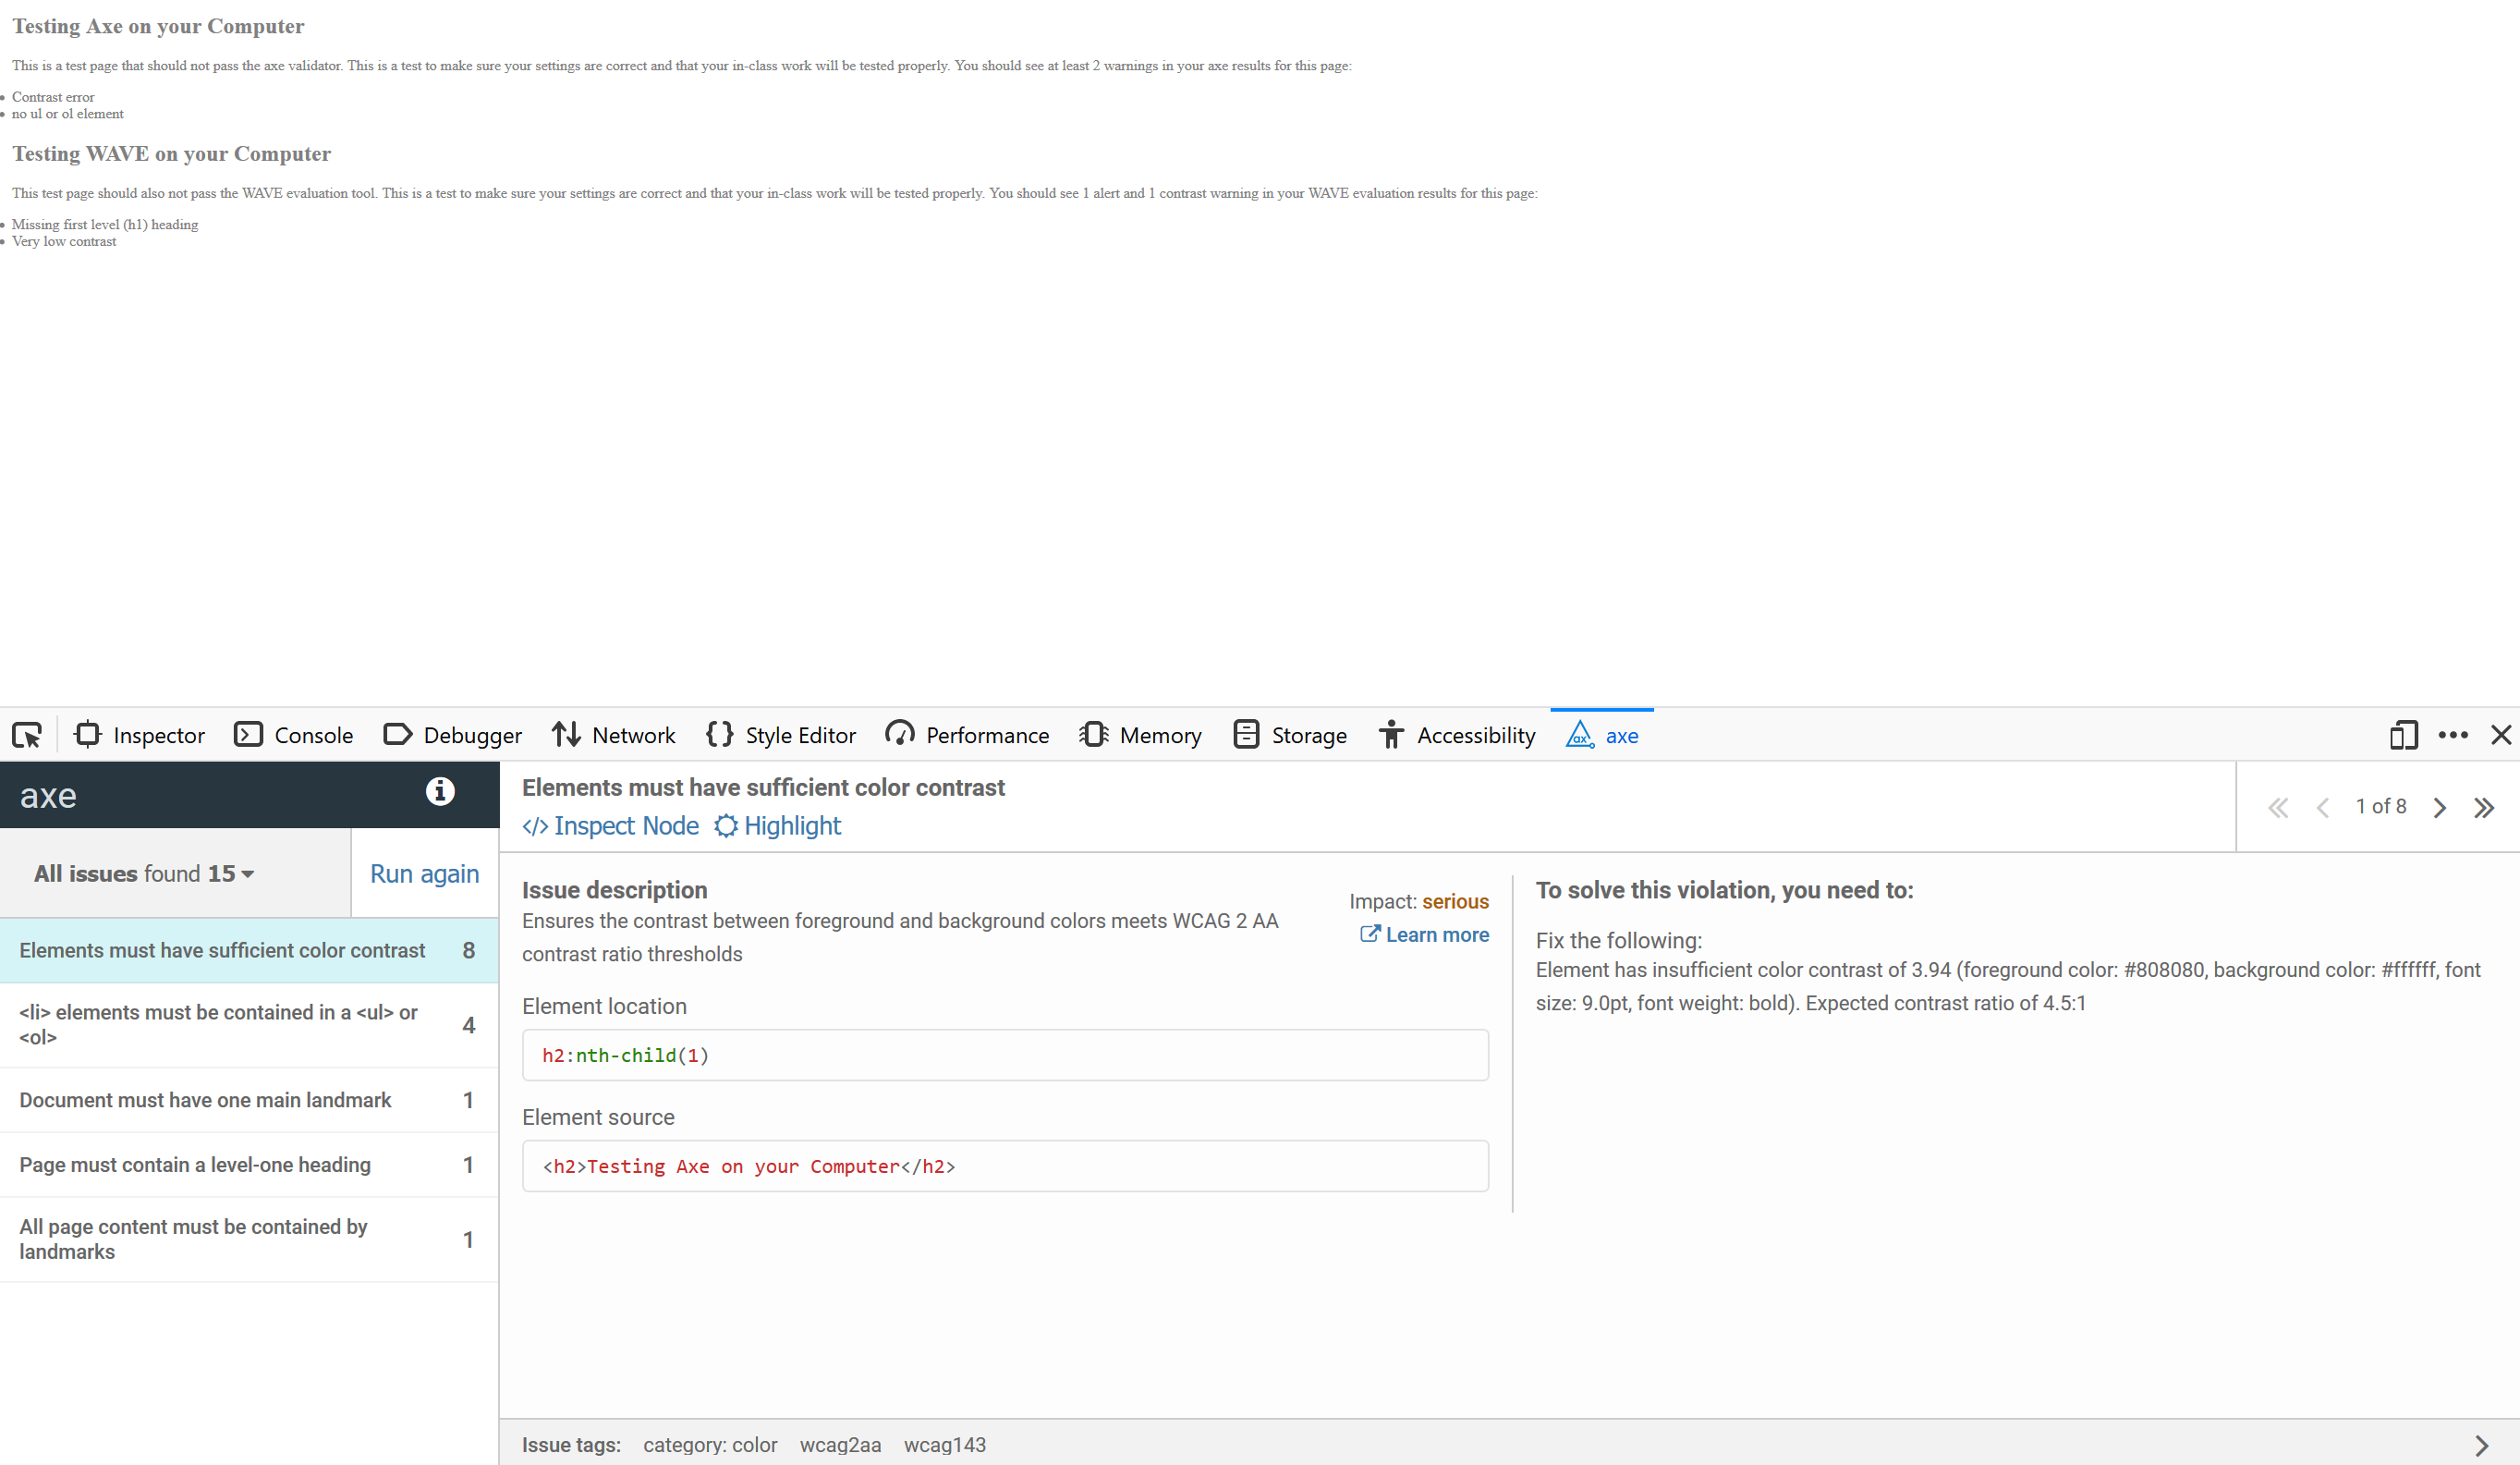 Testing Axe on your Computer
This is a test page that should not pass the axe validator. This is a test to make sure your settings are correct and that your in-class work will be tested properly. You should see at least 2 warnings in your axe results for this page:
• Contrast error
• no ul or ol element
Testing WAVE on your Computer
This test page should also not pass the WAVE evaluation tool. This is a test to make sure your settings are correct and that your in-class work will be tested properly. You should see 1 alert and 1 contrast warning in your WAVE evaluation results for this page:
• Missing first level (h1) heading
• Very low contrast
Inspector Console Debugger Network Style Editor Performance Memory Storage Accessibility axe
axe
All issues found 15
Run again
Elements must have sufficient color contrast 8
<li> elements must be contained in a <ul> or
<ol>
4
Document must have one main landmark 1
Page must contain a level-one heading 1
All page content must be contained by
landmarks
1
Elements must have sufficient color contrast
</> Inspect Node Highlight
1 of 8
Issue description
Ensures the contrast between foreground and background colors meets WCAG 2 AA
contrast ratio thresholds
Impact: serious
Learn more
Element location
h2:nth-child(1)
Element source
<h2>Testing Axe on your Computer</h2>
To solve this violation, you need to:
Fix the following:
Element has insufficient color contrast of 3.94 (foreground color: #808080, background color: #ffffff, font
size: 9.0pt, font weight: bold). Expected contrast ratio of 4.5:1
Issue tags: category: color wcag2aa wcag143